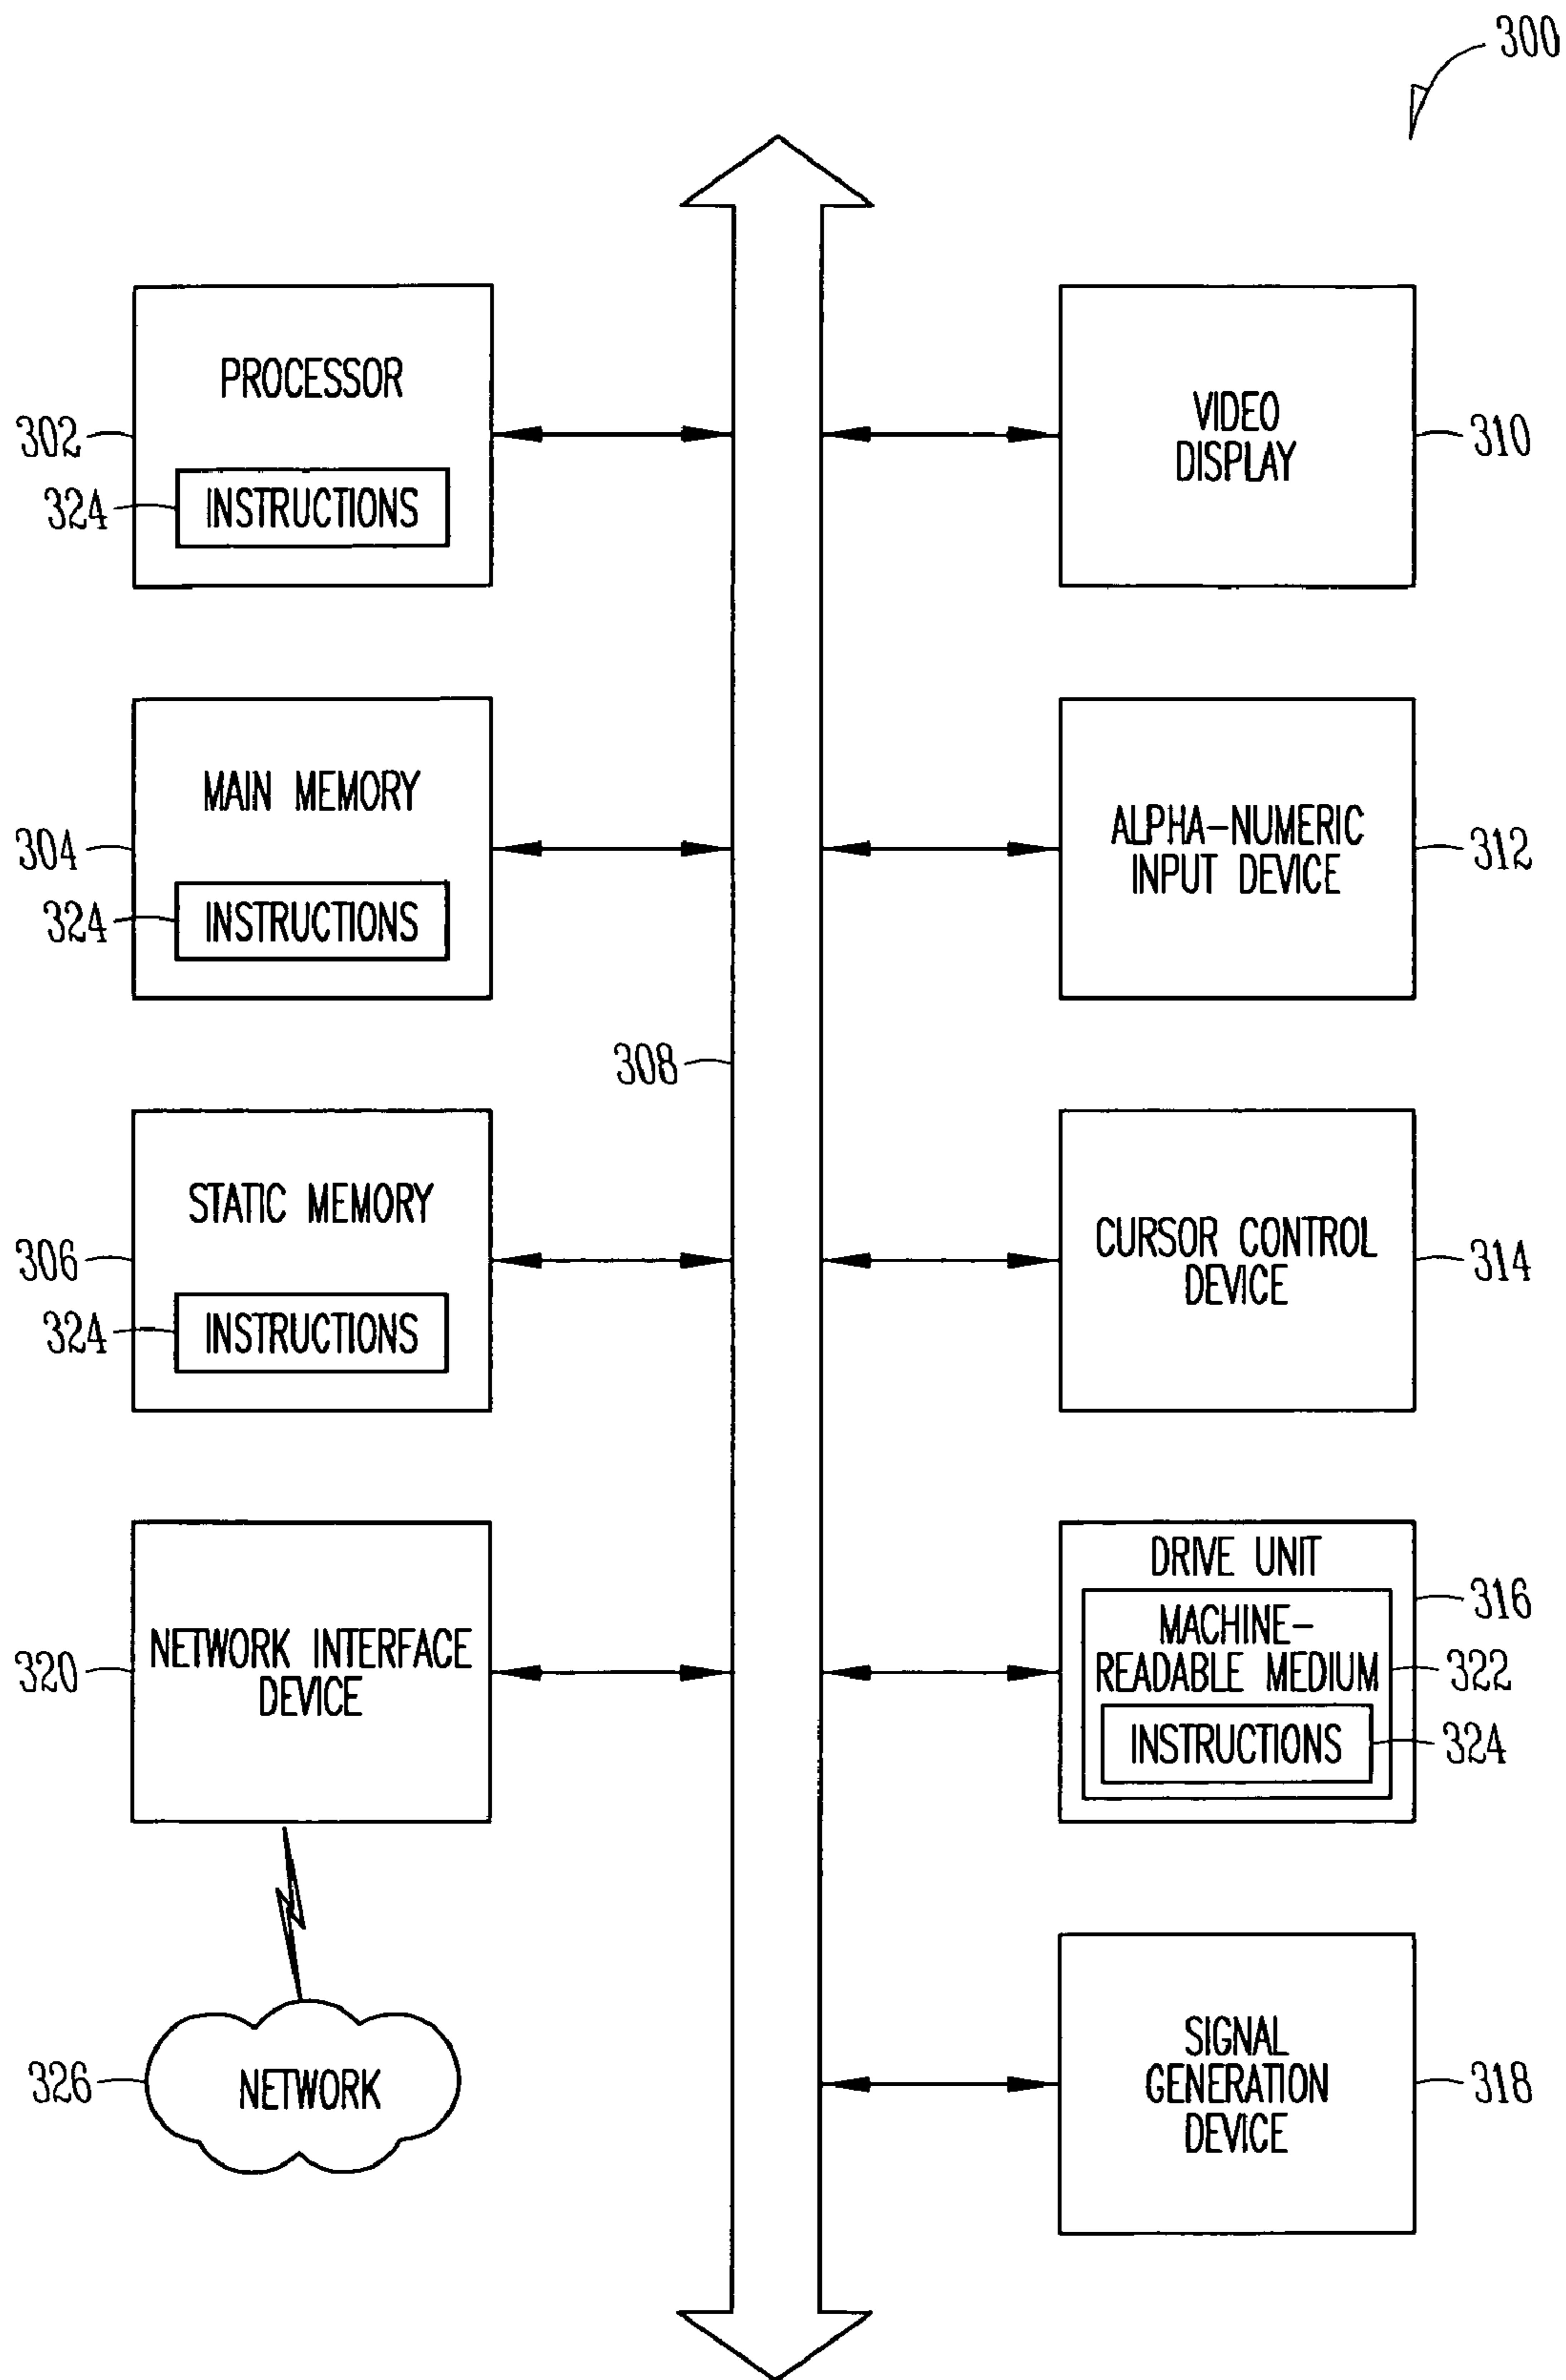 300
PROCESSOR
302
324
INSTRUCTIONS
VIDEO
DISPLAY
310
MAIN MEMORY
304
324
INSTRUCTIONS
ALPHA-NUMERIC
INPUT DEVICE
312
308
STATIC MEMORY
306
324
INSTRUCTIONS
CURSOR CONTROL
DEVICE
314
NETWORK INTERFACE
DEVICE
320
DRIVE UNIT
316
MACHINE-
READABLE MEDIUM
322
INSTRUCTIONS
324
326
NETWORK
SIGNAL
GENERATION
DEVICE
318